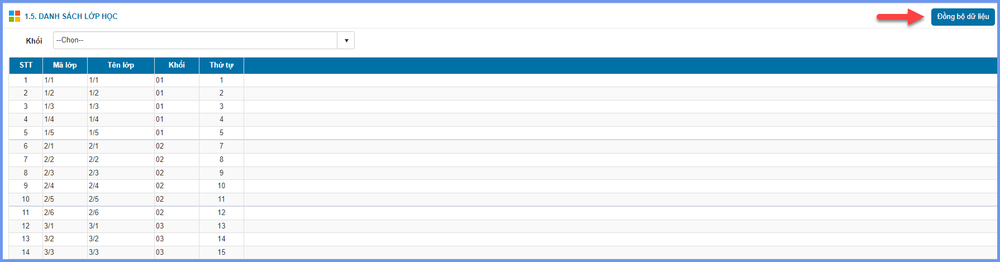 1.5. DANH SÁCH LỚP HỌC
Đồng bộ dữ liệu
Khối --Chọn--
STT Mã lớp Tên lớp Khối Thứ tự
1 1/1 1/1 01 1
2 1/2 1/2 01 2
3 1/3 1/3 01 3
4 1/4 1/4 01 4
5 1/5 1/5 01 5
6 2/1 2/1 02 7
7 2/2 2/2 02 8
8 2/3 2/3 02 9
9 2/4 2/4 02 10
10 2/5 2/5 02 11
11 2/6 2/6 02 12
12 3/1 3/1 03 13
13 3/2 3/2 03 14
14 3/3 3/3 03 15